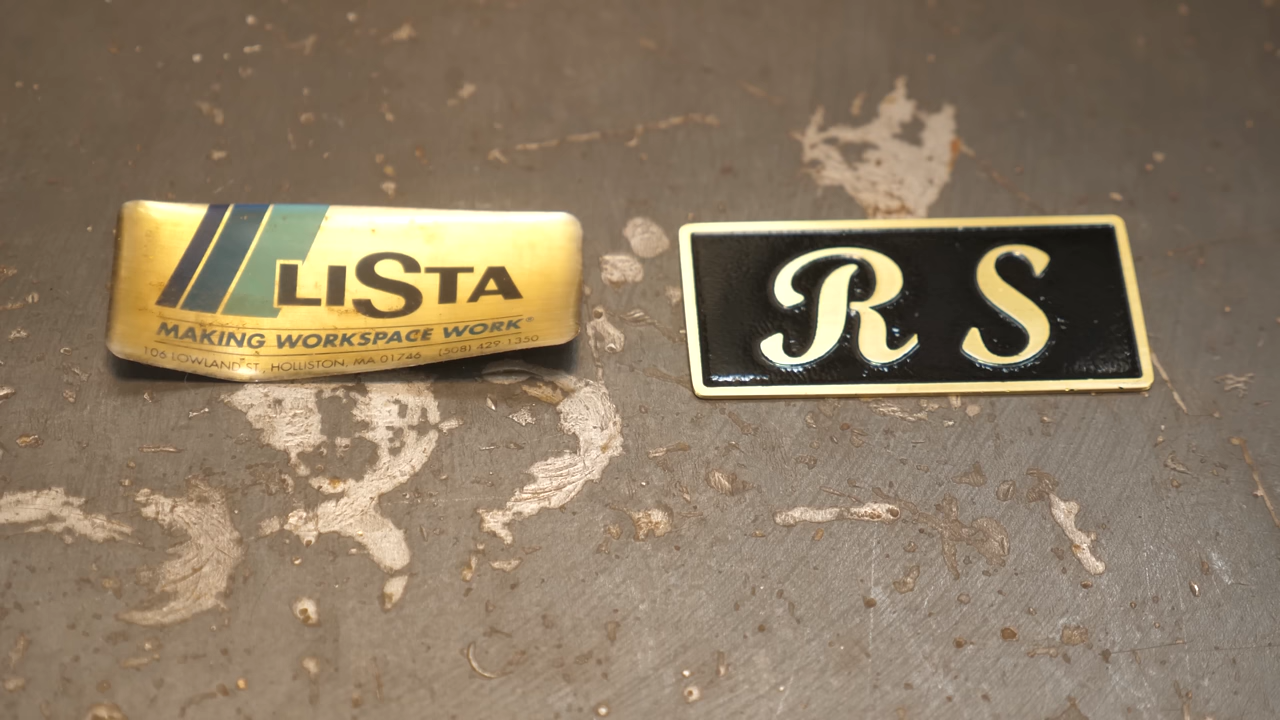 LISTA
MAKING WORKSPACE WORK®
106 LOWLAND ST., HOLLISTON, MA 01746 (508) 429 1350
R S